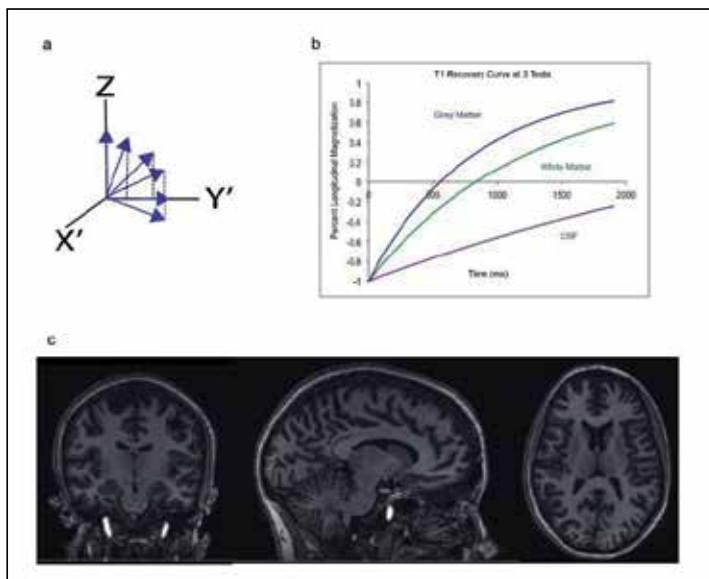 a
Z
Y'
X'
b
T1 Recovery Curve at 3 Tesla
Percent Longitudinal Magnetization
1
0.8
0.6
0.4
0.2
0
-0.2
-0.4
-0.6
-0.8
-1
0
500
1000
1500
2000
Grey Matter
White Matter
CSF
Time (ms)
c